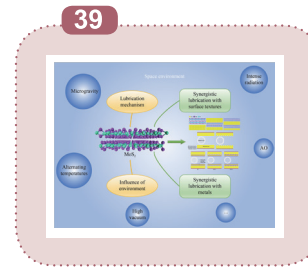 39
Space environment
Microgravity
Intense
radiation
Lubrication
mechanism
Synergistic
lubrication with
surface textures
MoS₂
AO
Alternating
temperatures
Influence of
environment
Synergistic
lubrication with
metals
High
vacuum